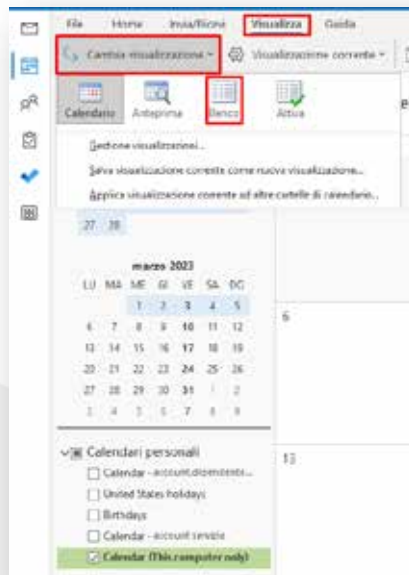 File Home Invia/Ricevi Visualizza Guida
Cambia visualizzazione Visualizzazione corrente
Calendario Anteprima Elenco Attiva
Gestione visualizzazioni...
Salva visualizzazione corrente come nuova visualizzazione...
Applica visualizzazione corrente ad altre cartelle di calendario...
27 28
marzo 2023
LU MA ME GI VE SA DO
1 2 3 4 5
6 7 8 9 10 11 12
13 14 15 16 17 18 19
20 21 22 23 24 25 26
27 28 29 30 31 1 2
3 4 5 6 7 8 9
6
13
Calendari personali
Calendar - account.dipendente...
United States holidays
Birthdays
Calendar - account servizio
Calendar (This computer only)